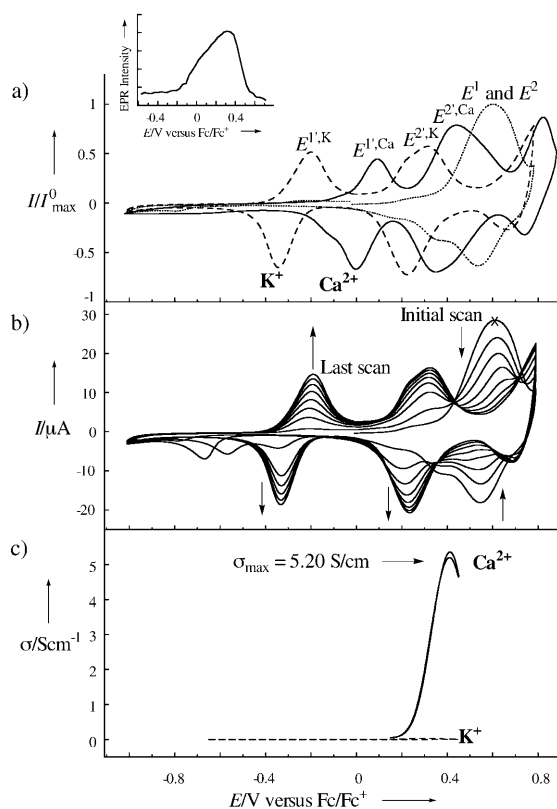 EPR Intensity
-0.4 0 0.4
E/V versus Fc/Fc⁺
a)
E¹',K
E¹',Ca
E²',K
E²',Ca
E¹ and E²
1
0.5
0
-0.5
-1
I/I⁰max
K⁺
Ca²⁺
b)
30
20
10
0
-10
-20
I/μA
Initial scan
x
Last scan
c)
σmax = 5.20 S/cm
Ca²⁺
5
4
3
2
1
0
σ/Scm⁻¹
K⁺
-0.8 -0.4 0 0.4 0.8
E/V versus Fc/Fc⁺